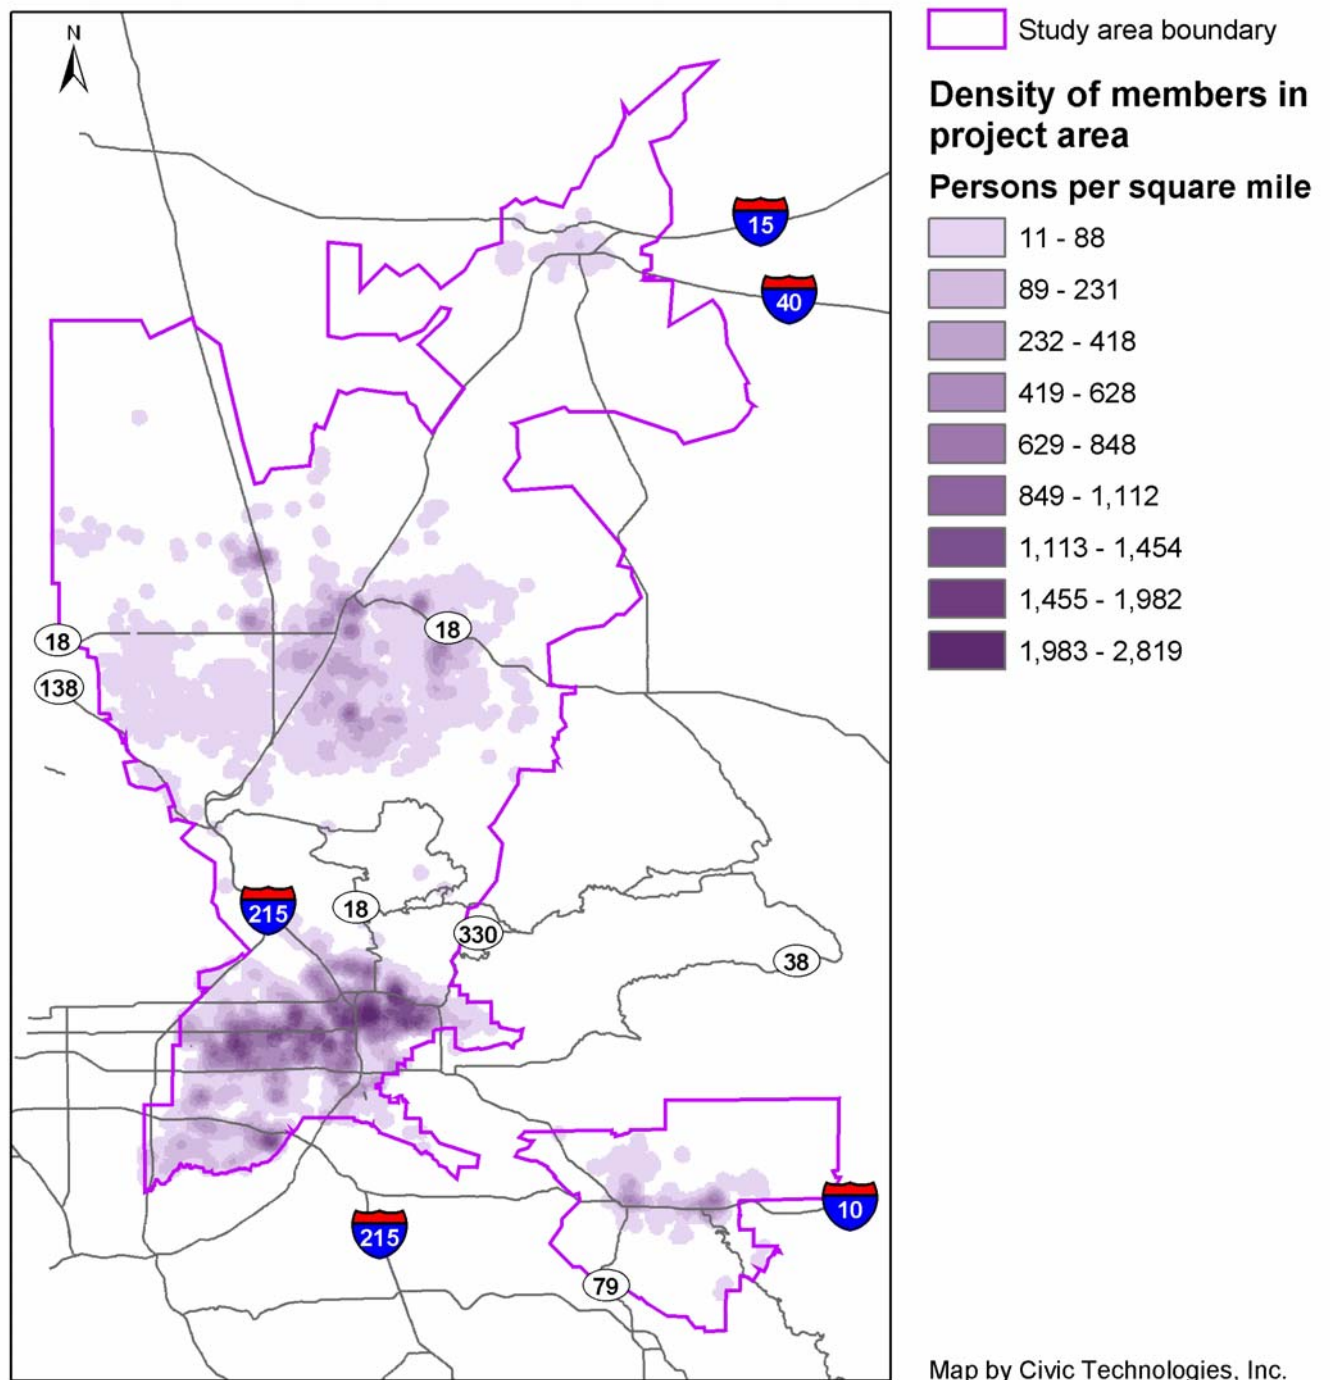 N
15
40
18
18
138
215
18
330
38
10
215
79
Study area boundary
Density of members in
project area
Persons per square mile
11 - 88
89 - 231
232 - 418
419 - 628
629 - 848
849 - 1,112
1,113 - 1,454
1,455 - 1,982
1,983 - 2,819
Map by Civic Technologies, Inc.